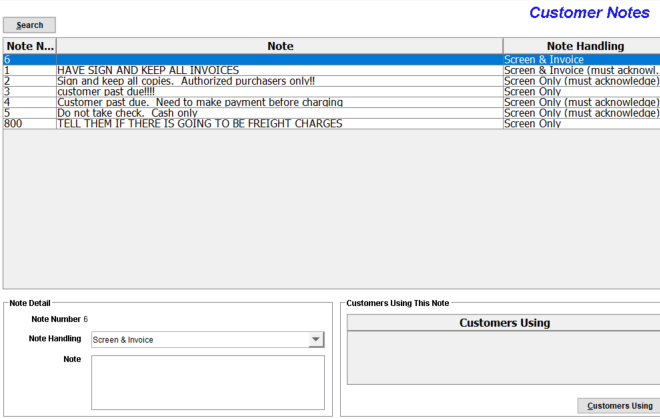 Customer Notes
Search
Note N... Note Note Handling
6 Screen & Invoice
1 HAVE SIGN AND KEEP ALL INVOICES Screen & Invoice (must acknowl...
2 Sign and keep all copies. Authorized purchasers only!! Screen Only (must acknowledge)
3 customer past due!!!! Screen Only
4 Customer past due. Need to make payment before charging Screen Only (must acknowledge)
5 Do not take check. Cash only Screen Only (must acknowledge)
800 TELL THEM IF THERE IS GOING TO BE FREIGHT CHARGES Screen Only
Note Detail
Note Number 6
Note Handling Screen & Invoice
Note
Customers Using This Note
Customers Using
Customers Using